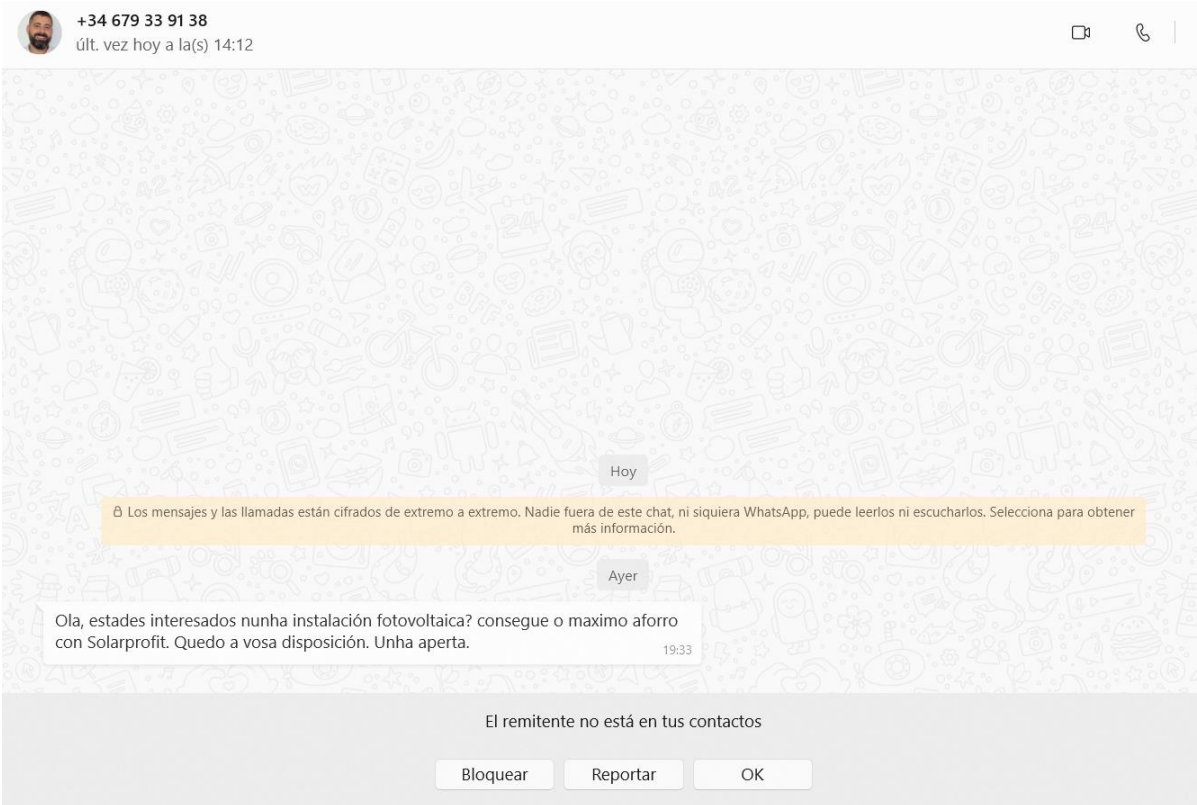 +34 679 33 91 38
últ. vez hoy a la(s) 14:12
Hoy
Los mensajes y las llamadas están cifrados de extremo a extremo. Nadie fuera de este chat, ni siquiera WhatsApp, puede leerlos ni escucharlos. Selecciona para obtener
más información.
Ayer
Ola, estades interesados nunha instalación fotovoltaica? consegue o maximo aforro
con Solarprofit. Quedo a vosa disposición. Unha aperta.
19:33
El remitente no está en tus contactos
Bloquear
Reportar
OK